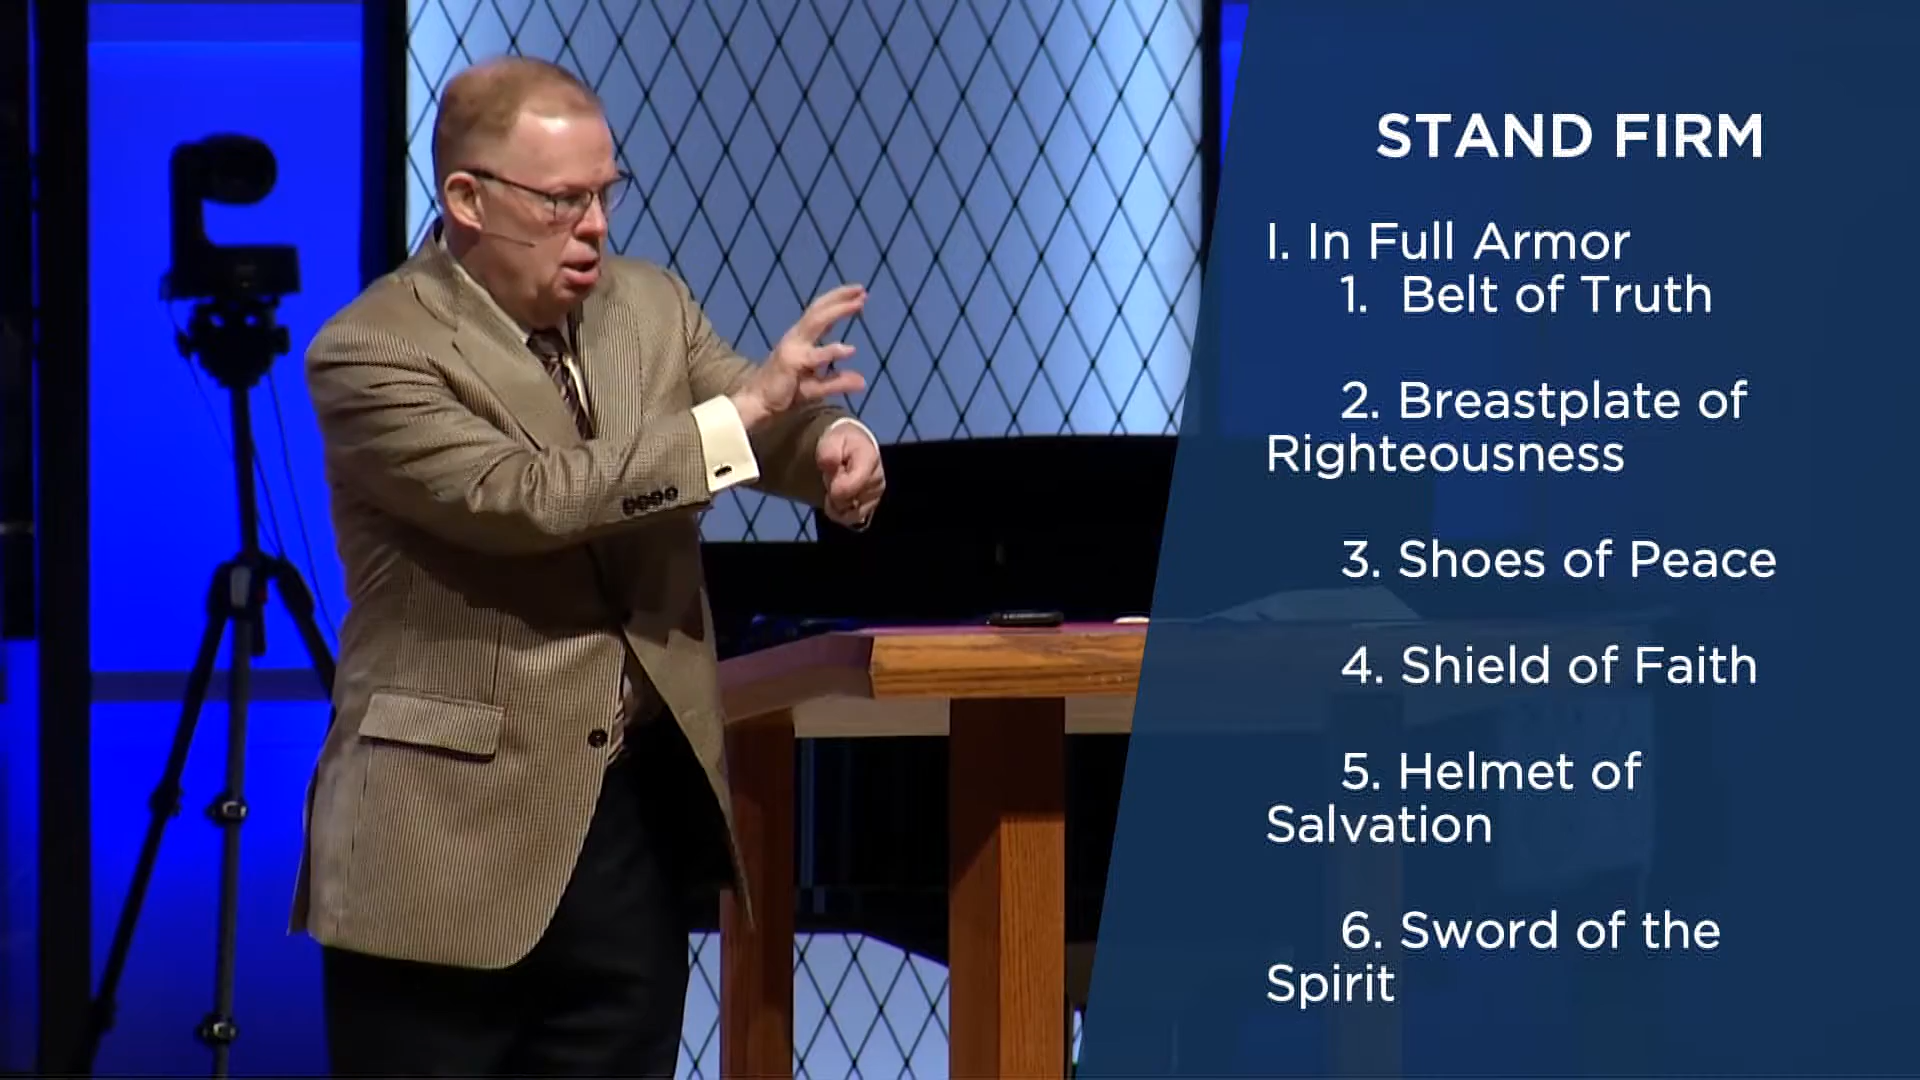 STAND FIRM
I. In Full Armor
1. Belt of Truth
2. Breastplate of
Righteousness
3. Shoes of Peace
4. Shield of Faith
5. Helmet of
Salvation
6. Sword of the
Spirit